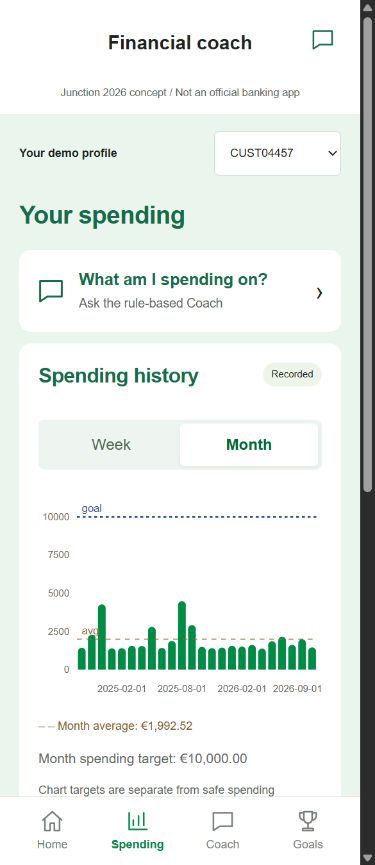 Financial coach
Junction 2026 concept / Not an official banking app
Your demo profile
CUST04457
Your spending
What am I spending on?
Ask the rule-based Coach
›
Spending history
Recorded
Week
Month
goal
10000
7500
5000
avg
2500
0
2025-02-01
2025-08-01
2026-02-01
2026-09-01
Month average: €1,992.52
Month spending target: €10,000.00
Chart targets are separate from safe spending
Home
Spending
Coach
Goals